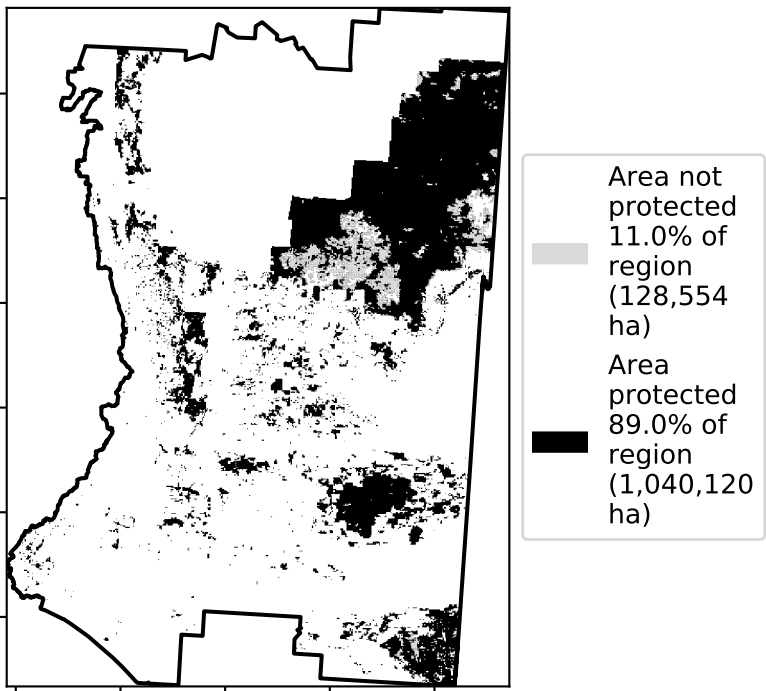 Area not
protected
11.0% of
region
(128,554
ha)
Area
protected
89.0% of
region
(1,040,120
ha)